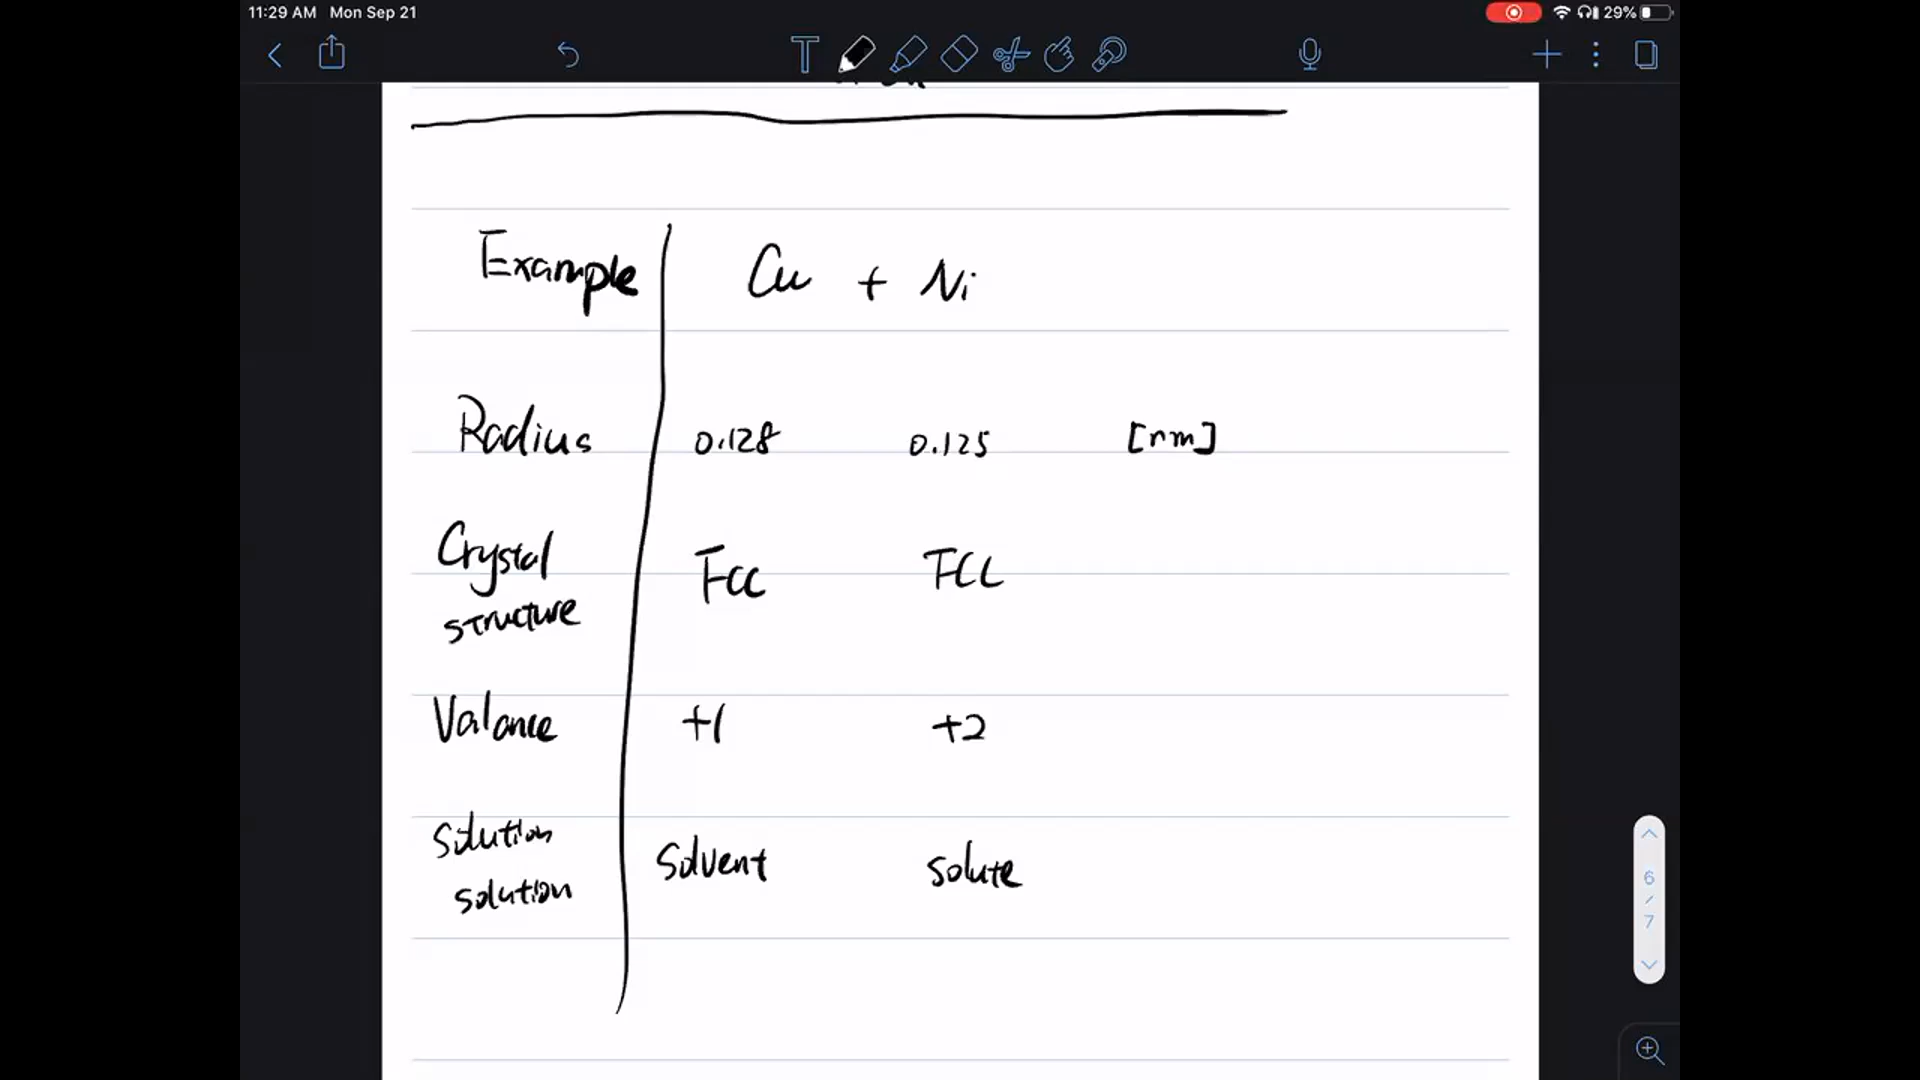 11:29 AM Mon Sep 21
29%
T
Example Cu + Ni
Radius 0.128 0.125 [nm]
Crystal structure FCC FCC
Valance +1 +2
Solution solution Solvent solute
6
/
7